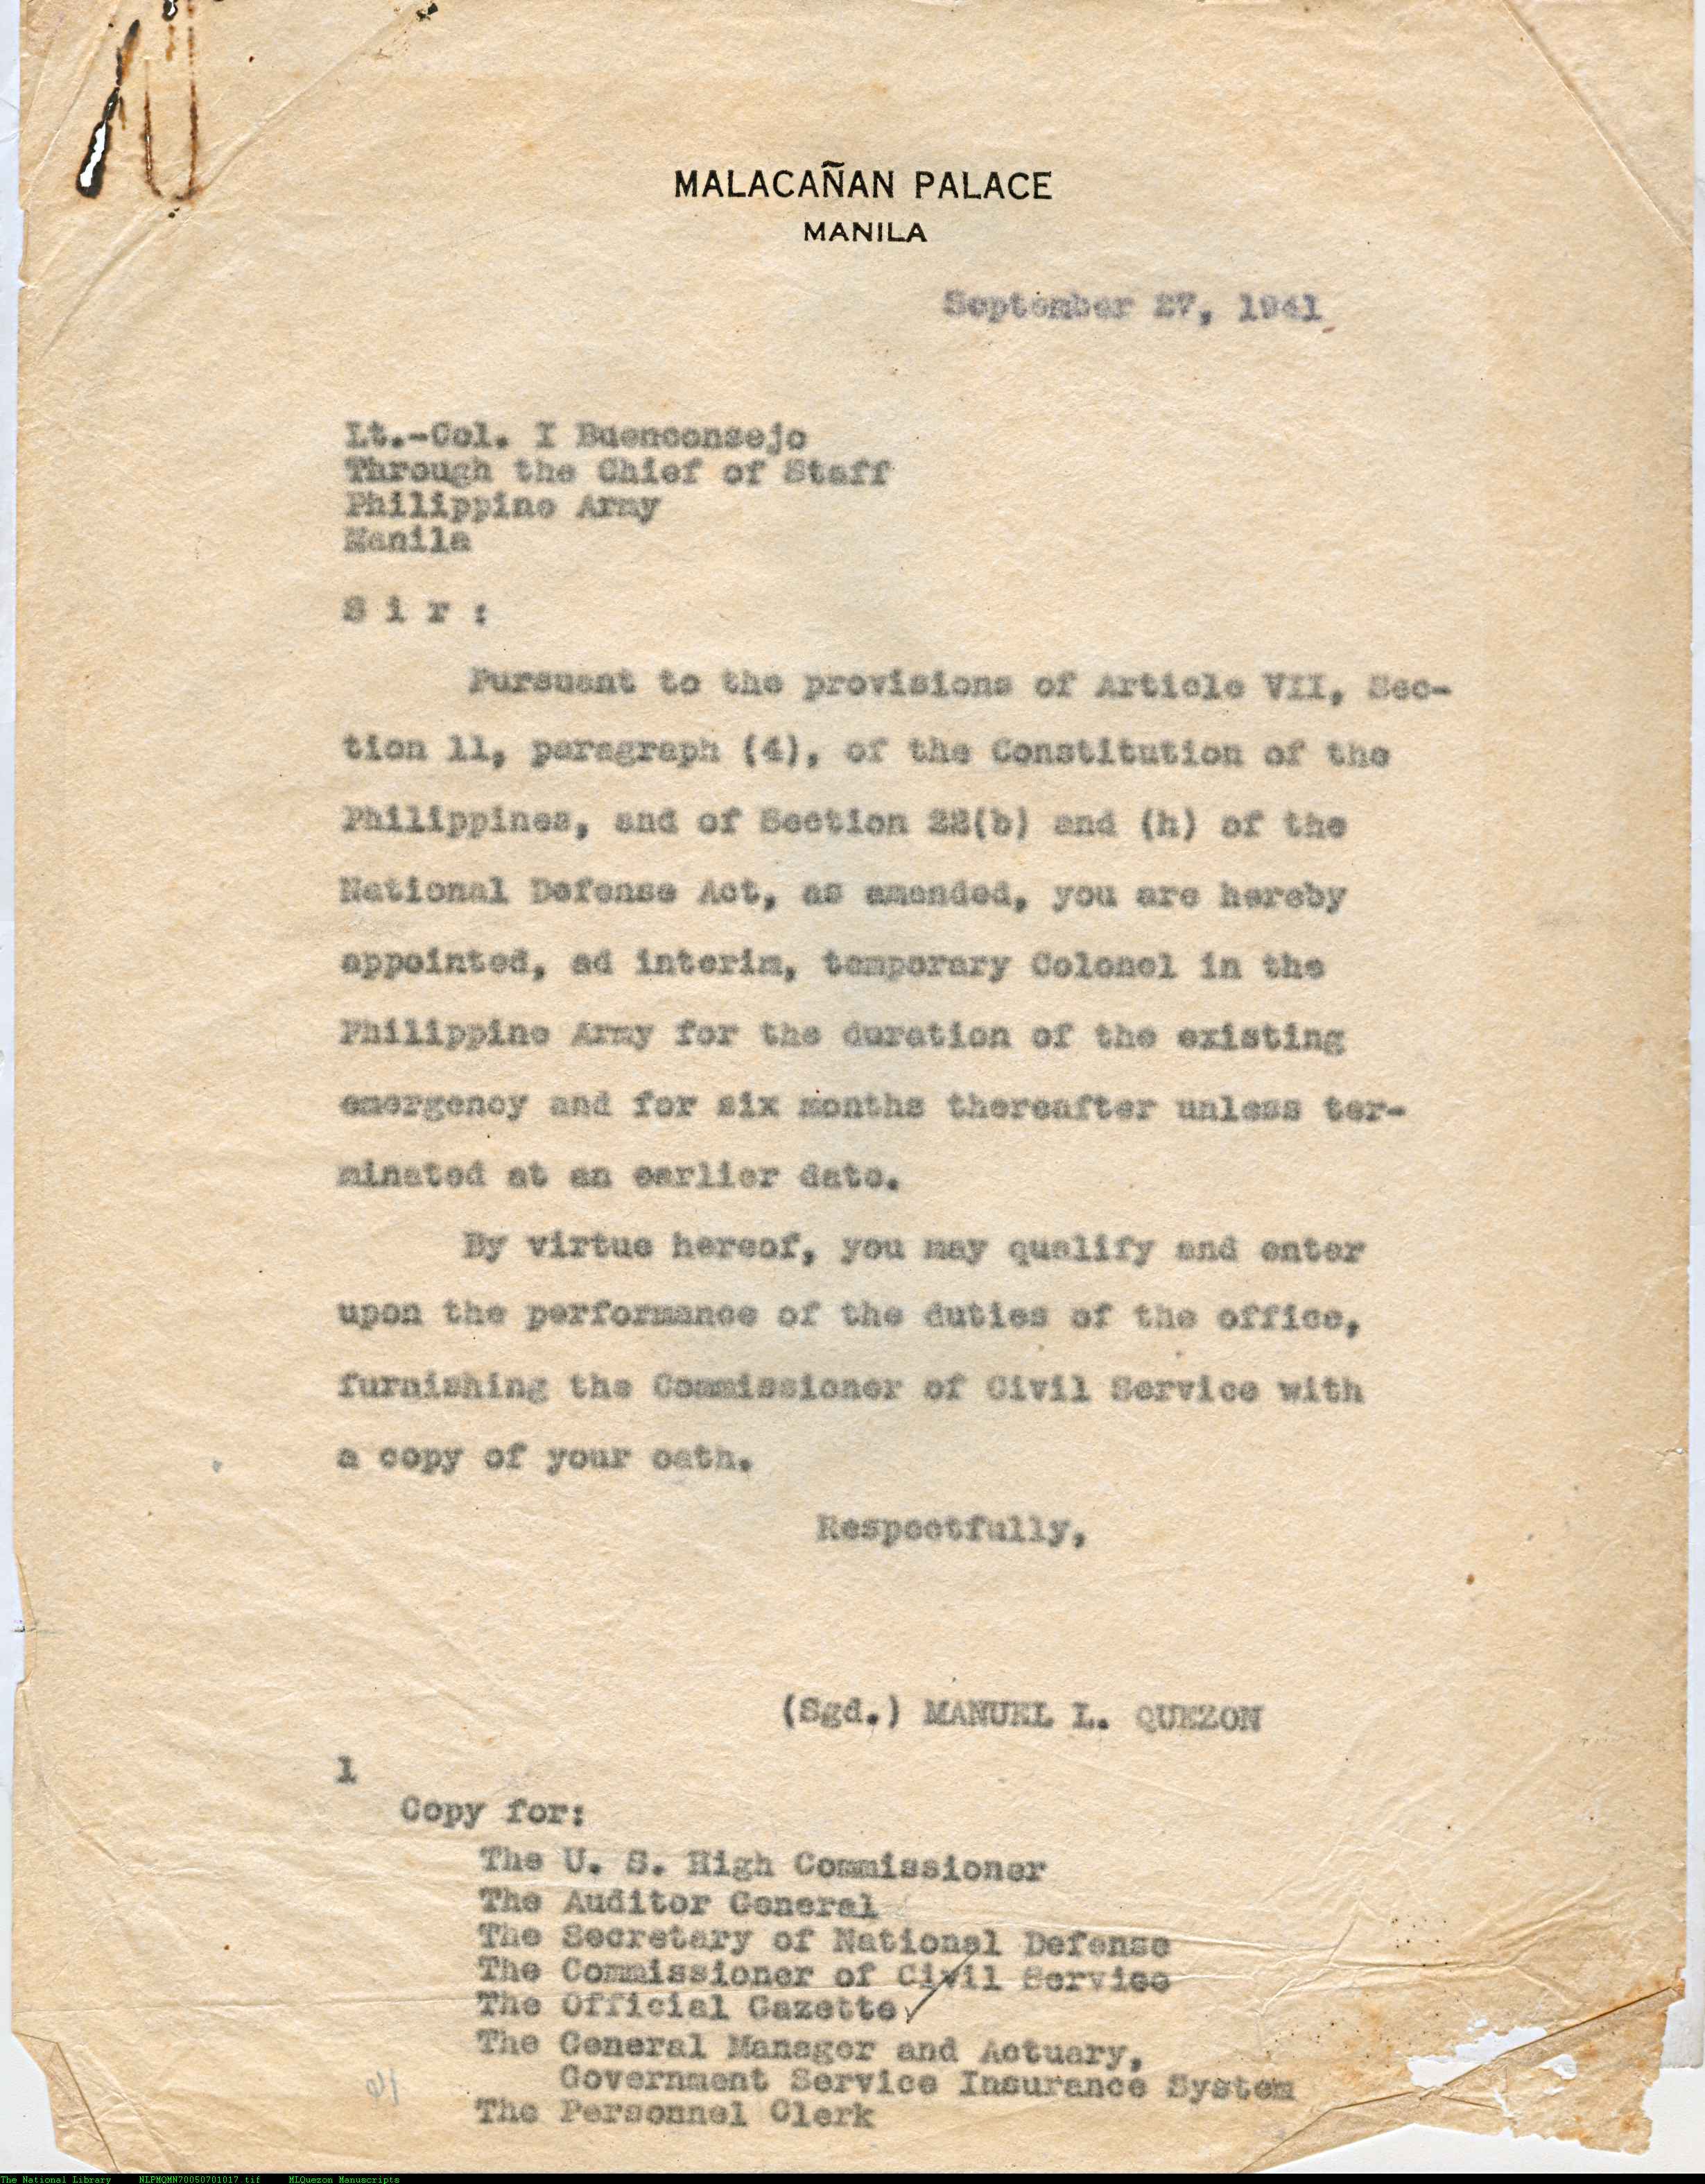 MALACAÑAN PALACE
MANILA
September 27, 1941
Lt.-Col. I Buenconsejo
Through the Chief of Staff
Philippine Army
Manila
S i r :
Pursuant to the provisions of Article VII, Sec-
tion 11, paragraph (4), of the Constitution of the
Philippines, and of Section 22(b) and (h) of the
National Defense Act, as amended, you are hereby
appointed, ad interim, temporary Colonel in the
Philippine Army for the duration of the existing
emergency and for six months thereafter unless ter-
minated at an earlier date.
By virtue hereof, you may qualify and enter
upon the performance of the duties of the office,
furnishing the Commissioner of Civil Service with
a copy of your oath.
Respectfully,
(Sgd.) MANUEL L. QUEZON
1
Copy for:
The U. S. High Commissioner
The Auditor General
The Secretary of National Defense
The Commissioner of Civil Service
The Official Gazette
The General Manager and Actuary,
Government Service Insurance System
The Personnel Clerk
The National Library NLPMQMN70050701017.tif MLQuezon Manuscripts